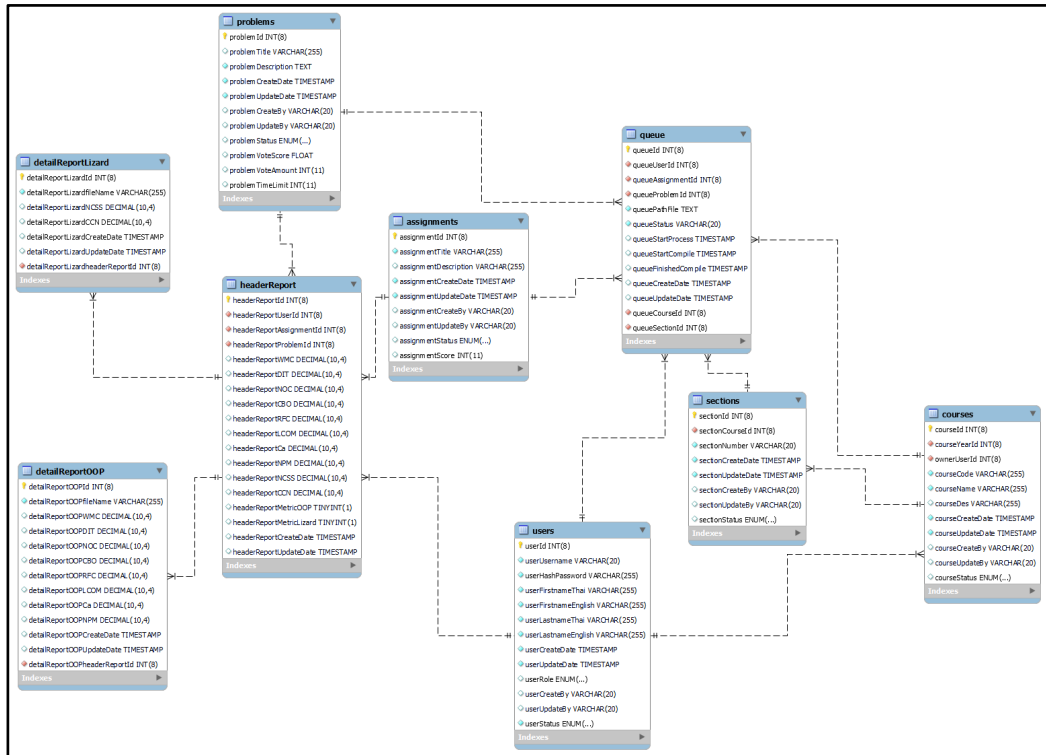 problems
problemId INT(8)
problemTitle VARCHAR(255)
problemDescription TEXT
problemCreateDate TIMESTAMP
problemUpdateDate TIMESTAMP
problemCreateBy VARCHAR(20)
problemUpdateBy VARCHAR(20)
problemStatus ENUM(...)
problemVoteScore FLOAT
problemVoteAmount INT(11)
problemTimeLimit INT(11)
Indexes
detailReportLizard
detailReportLizardId INT(8)
detailReportLizardfileName VARCHAR(255)
detailReportLizardNCSS DECIMAL(10,4)
detailReportLizardCCN DECIMAL(10,4)
detailReportLizardCreateDate TIMESTAMP
detailReportLizardUpdateDate TIMESTAMP
detailReportLizardheaderReportId INT(8)
Indexes
queue
queueId INT(8)
queueUserId INT(8)
queueAssignmentId INT(8)
queueProblemId INT(8)
queuePathFile TEXT
queueStatus VARCHAR(20)
queueStartProcess TIMESTAMP
queueStartCompile TIMESTAMP
queueFinishedCompile TIMESTAMP
queueCreateDate TIMESTAMP
queueUpdateDate TIMESTAMP
queueCourseId INT(8)
queueSectionId INT(8)
Indexes
assignments
assignmentId INT(8)
assignmentTitle VARCHAR(255)
assignmentDescription VARCHAR(255)
assignmentCreateDate TIMESTAMP
assignmentUpdateDate TIMESTAMP
assignmentCreateBy VARCHAR(20)
assignmentUpdateBy VARCHAR(20)
assignmentStatus ENUM(...)
assignmentScore INT(11)
Indexes
headerReport
headerReportId INT(8)
headerReportUserId INT(8)
headerReportAssignmentId INT(8)
headerReportProblemId INT(8)
headerReportWMC DECIMAL(10,4)
headerReportDIT DECIMAL(10,4)
headerReportNOC DECIMAL(10,4)
headerReportCBO DECIMAL(10,4)
headerReportRFC DECIMAL(10,4)
headerReportLCOM DECIMAL(10,4)
headerReportCa DECIMAL(10,4)
headerReportNPM DECIMAL(10,4)
headerReportNCSS DECIMAL(10,4)
headerReportCCN DECIMAL(10,4)
headerReportMetricOOP TINYINT(1)
headerReportMetricLizard TINYINT(1)
headerReportCreateDate TIMESTAMP
headerReportUpdateDate TIMESTAMP
Indexes
sections
sectionId INT(8)
sectionCourseId INT(8)
sectionNumber VARCHAR(20)
sectionCreateDate TIMESTAMP
sectionUpdateDate TIMESTAMP
sectionCreateBy VARCHAR(20)
sectionUpdateBy VARCHAR(20)
sectionStatus ENUM(...)
Indexes
courses
courseId INT(8)
courseYearId INT(8)
ownerUserId INT(8)
courseCode VARCHAR(255)
courseName VARCHAR(255)
courseDes VARCHAR(255)
courseCreateDate TIMESTAMP
courseUpdateDate TIMESTAMP
courseCreateBy VARCHAR(20)
courseUpdateBy VARCHAR(20)
courseStatus ENUM(...)
Indexes
detailReportOOP
detailReportOOPId INT(8)
detailReportOOPfileName VARCHAR(255)
detailReportOOPWMC DECIMAL(10,4)
detailReportOOPDIT DECIMAL(10,4)
detailReportOOPNOC DECIMAL(10,4)
detailReportOOPCBO DECIMAL(10,4)
detailReportOOPRFC DECIMAL(10,4)
detailReportOOPLCOM DECIMAL(10,4)
detailReportOOPCa DECIMAL(10,4)
detailReportOOPNPM DECIMAL(10,4)
detailReportOOPCreateDate TIMESTAMP
detailReportOOPUpdateDate TIMESTAMP
detailReportOOPheaderReportId INT(8)
Indexes
users
userId INT(8)
userUsername VARCHAR(20)
userHashPassword VARCHAR(255)
userFirstnameThai VARCHAR(255)
userFirstnameEnglish VARCHAR(255)
userLastnameThai VARCHAR(255)
userLastnameEnglish VARCHAR(255)
userCreateDate TIMESTAMP
userUpdateDate TIMESTAMP
userRole ENUM(...)
userCreateBy VARCHAR(20)
userUpdateBy VARCHAR(20)
userStatus ENUM(...)
Indexes